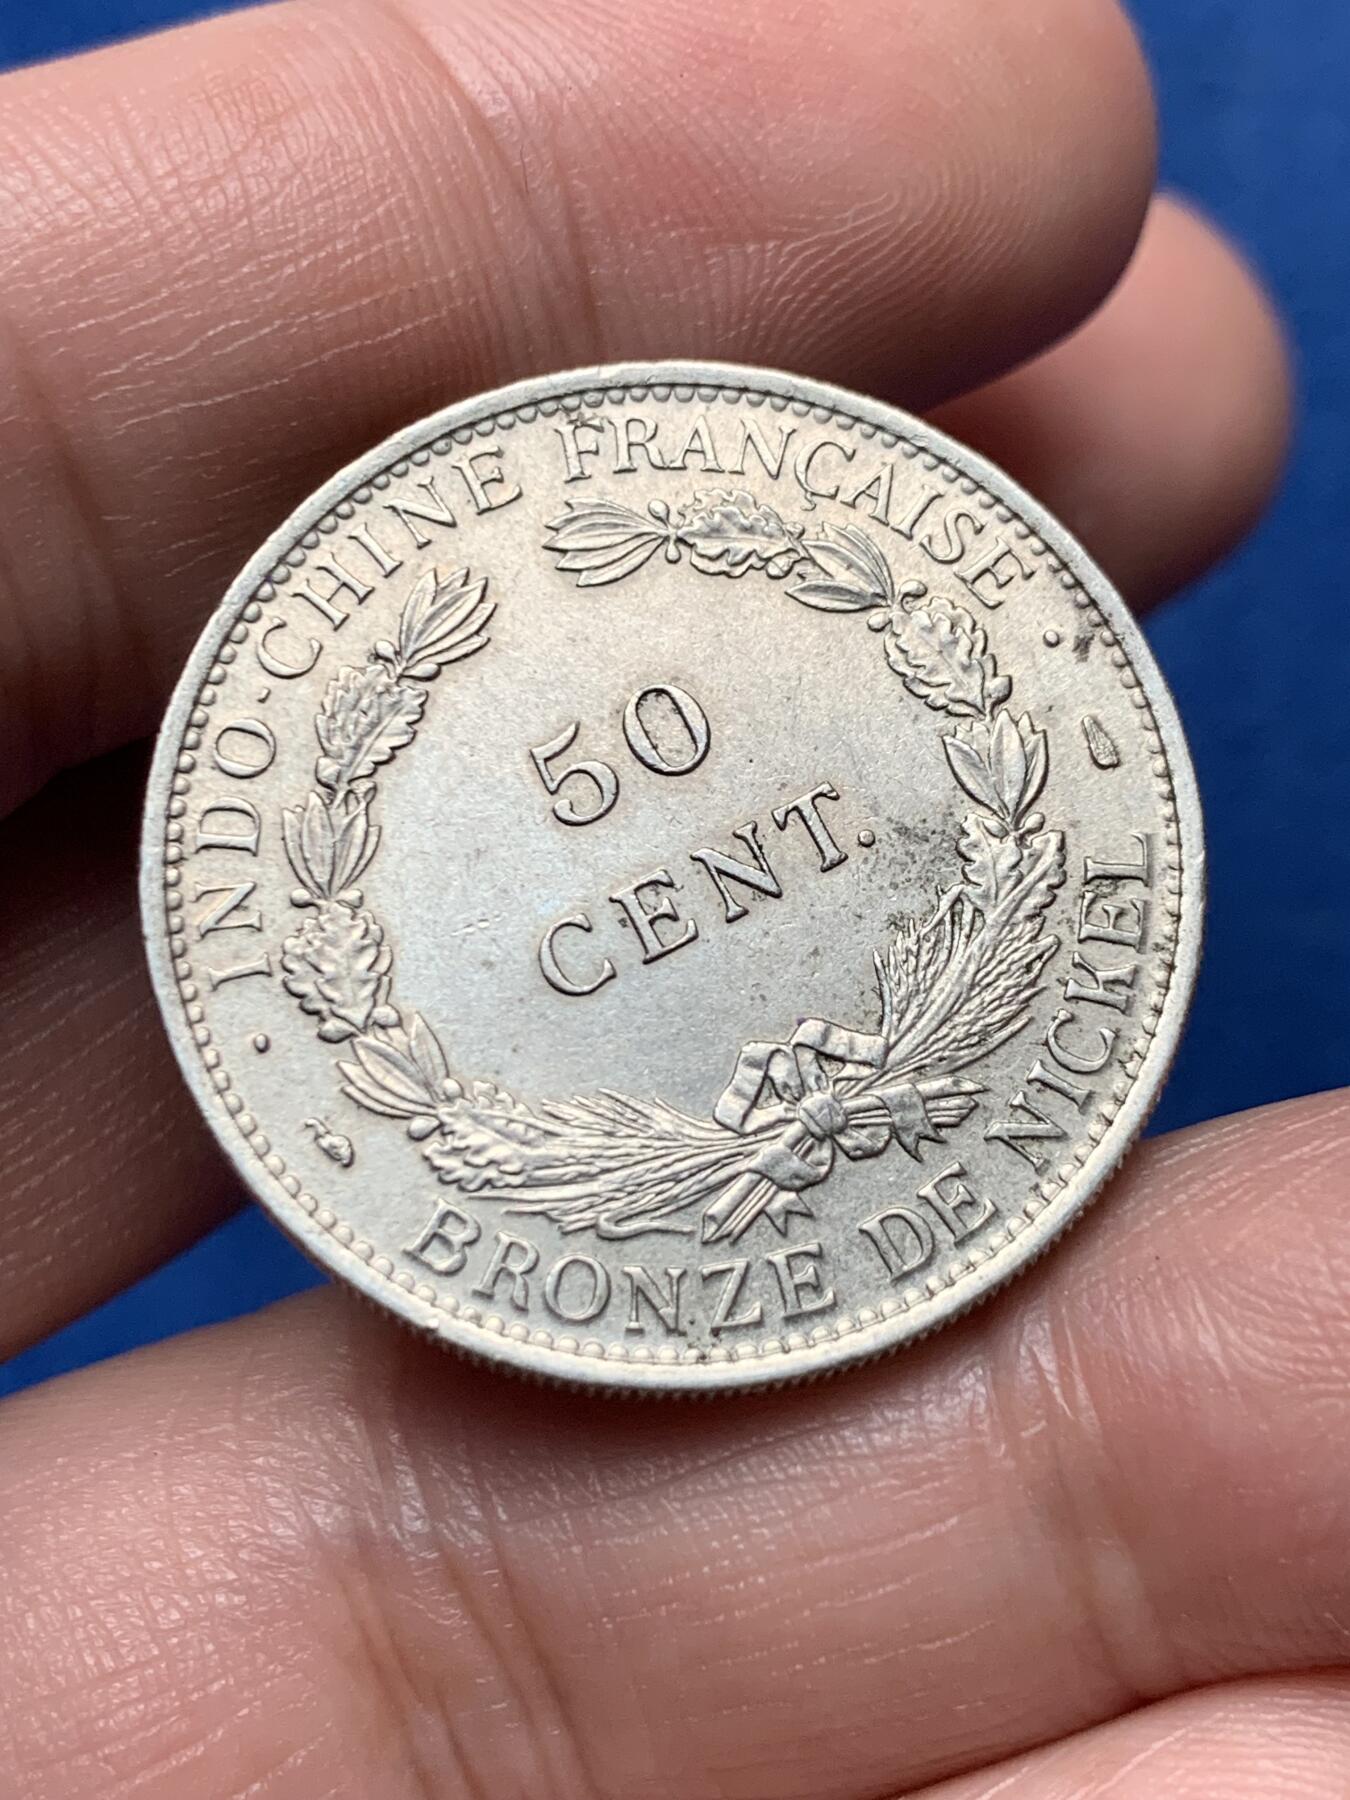 · INDO-CHINE FRANÇAISE ·
50
CENT.
BRONZE DE NICKEL